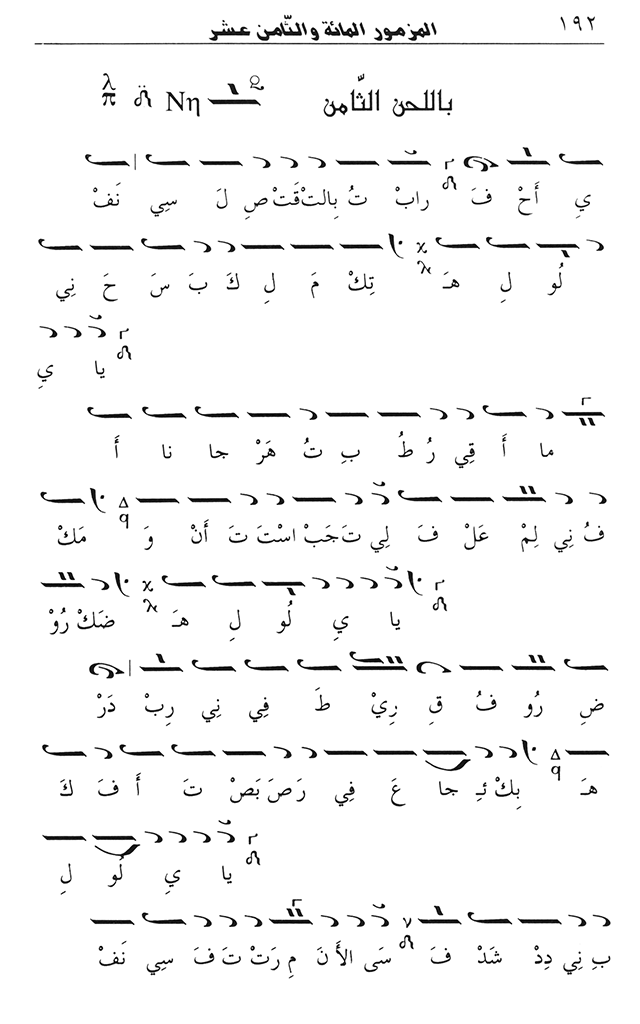 ١٩٢ المزمور المائة والثّامن عشر
باللحن الثّامن Νη λ π
نَفْ سِي لَ صِ قَتْ بِالتْ تُ رابْ فَ أَحْ يِ
نِي حَ سَ بَ كَ لِ مَ تِكْ هَـ لِ لُو
يِ يا
أَ نا جا هَرْ تُ بِ طُ رُ قِي أَ ما
مَكْ وَ أَنْ تَ اسْتَ جَبْ تَ لِي فَ عَلْ لِمْ نِي فُ
رُوْ ضَكْ هَـ لِ لُو يِ يا
دَرْ رِبْ نِي فِي طَ رِيْ قِ فُ رُو ضِ
كَ فَ أَ تَ بَصْ صَ رَ فِي عَ جا ئِـ بِكْ هَـ
لِ لُو يِ يا
نَفْ سِي فَ تَ رَتْ مِ نَ الأَ سَى فَ شَدْ دِدْ نِي بِ